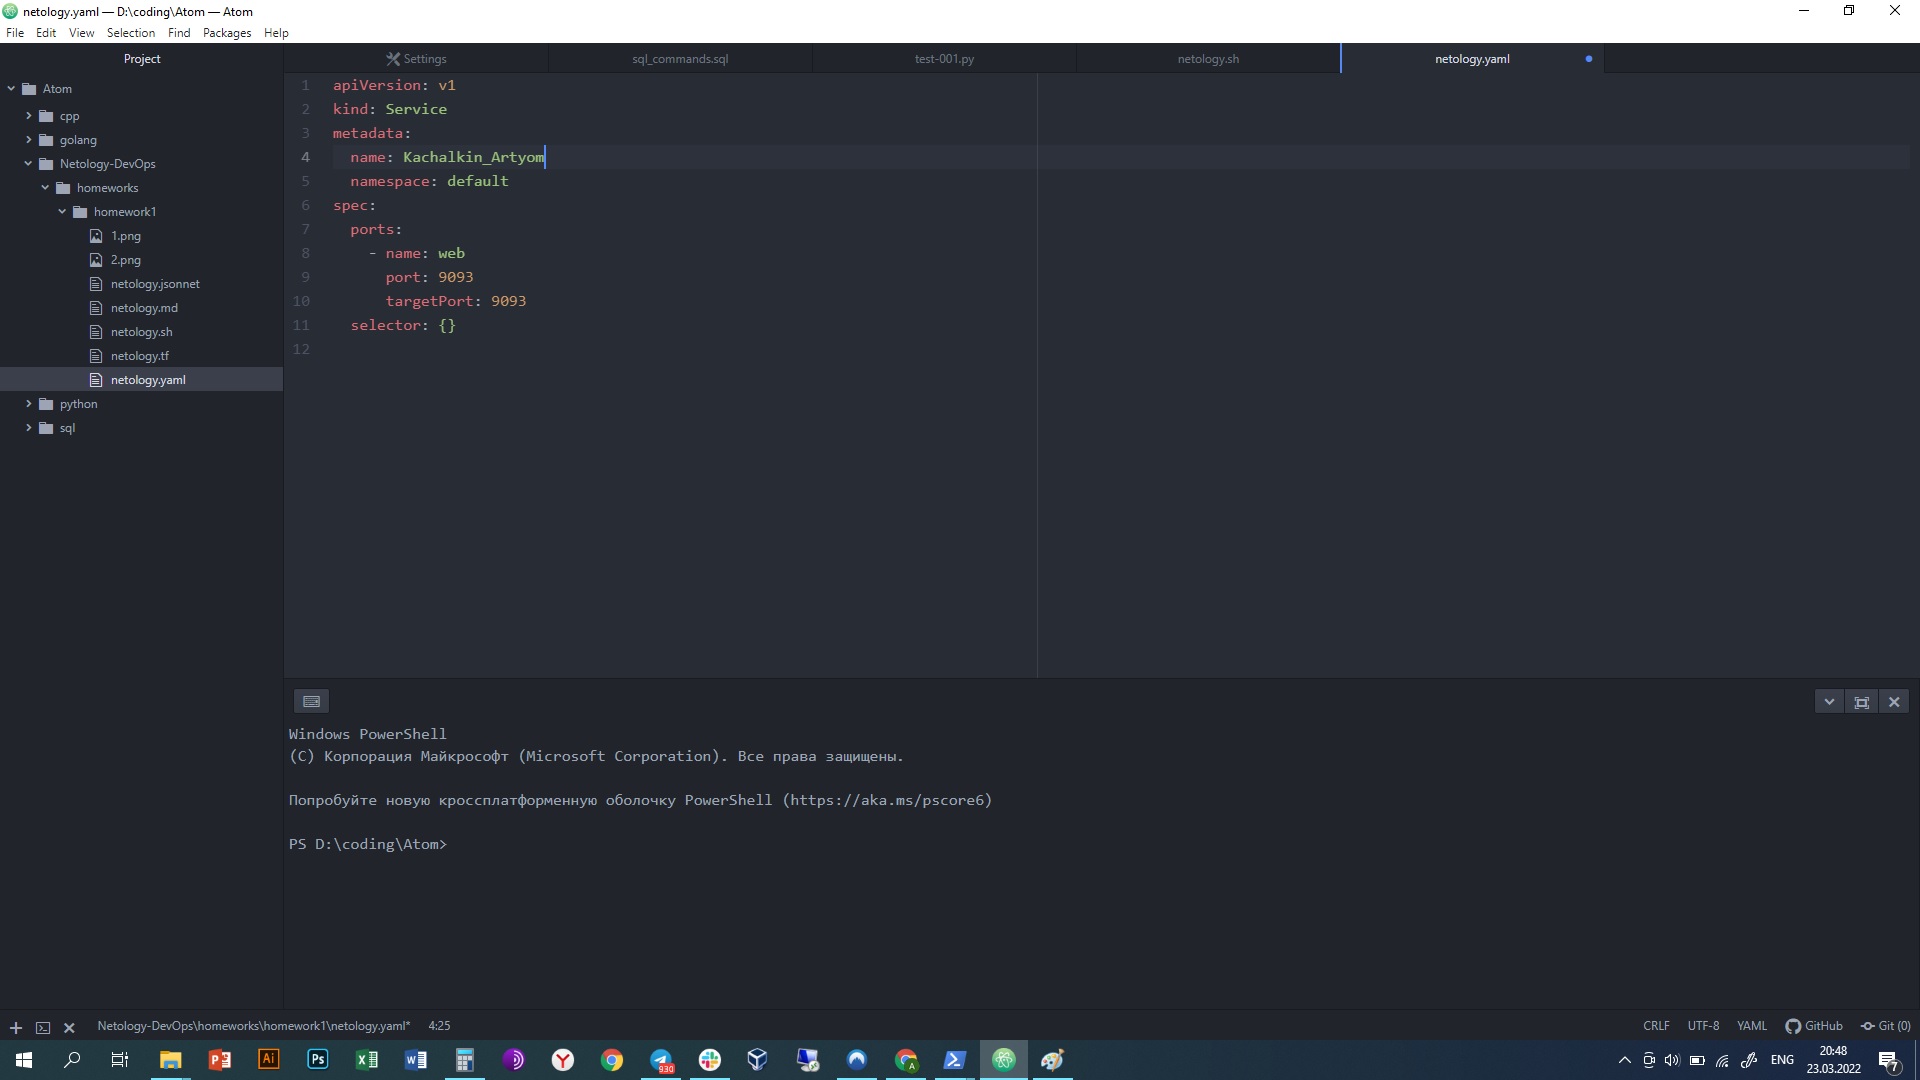 netology.yaml — D:\coding\Atom — Atom
File Edit View Selection Find Packages Help
Project
Settings
sql_commands.sql
test-001.py
netology.sh
netology.yaml
Atom
cpp
golang
Netology-DevOps
homeworks
homework1
1.png
2.png
netology.jsonnet
netology.md
netology.sh
netology.tf
netology.yaml
python
sql
1 apiVersion: v1
2 kind: Service
3 metadata:
4 name: Kachalkin_Artyom
5 namespace: default
6 spec:
7 ports:
8 - name: web
9 port: 9093
10 targetPort: 9093
11 selector: {}
12
Windows PowerShell
(C) Корпорация Майкрософт (Microsoft Corporation). Все права защищены.
Попробуйте новую кроссплатформенную оболочку PowerShell (https://aka.ms/pscore6)
PS D:\coding\Atom>
Netology-DevOps\homeworks\homework1\netology.yaml* 4:25
CRLF UTF-8 YAML GitHub Git (0)
Ai
Ps
930
A
ENG
20:48
23.03.2022
7